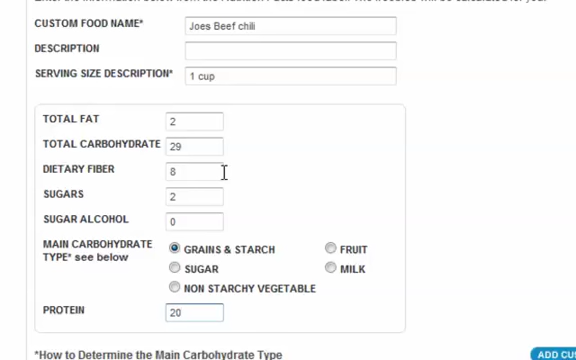 CUSTOM FOOD NAME* Joes Beef chili
DESCRIPTION
SERVING SIZE DESCRIPTION* 1 cup
TOTAL FAT 2
TOTAL CARBOHYDRATE 29
DIETARY FIBER 8
SUGARS 2
SUGAR ALCOHOL 0
MAIN CARBOHYDRATE GRAINS & STARCH FRUIT
TYPE* see below
SUGAR MILK
NON STARCHY VEGETABLE
PROTEIN 20
*How to Determine the Main Carbohydrate Type ADD CUS